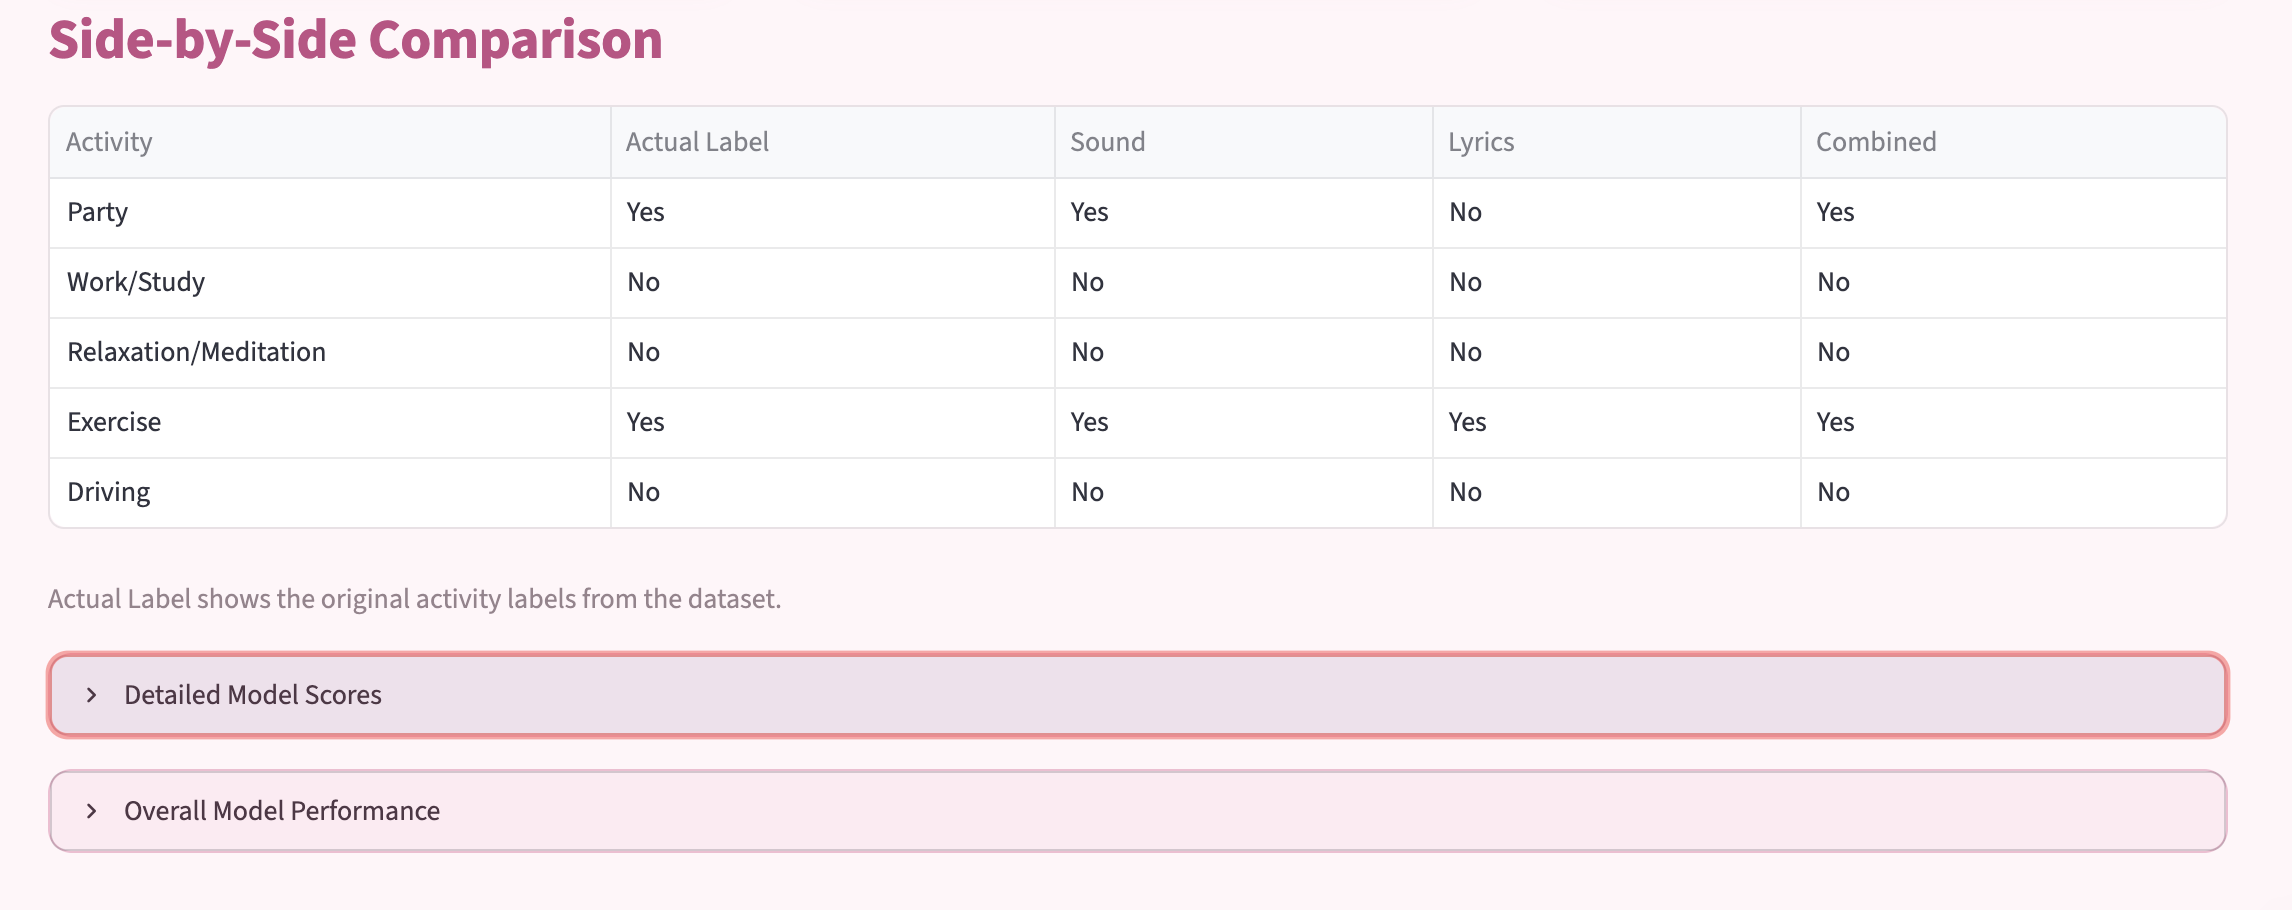 Side-by-Side Comparison
Activity Actual Label Sound Lyrics Combined
Party Yes Yes No Yes
Work/Study No No No No
Relaxation/Meditation No No No No
Exercise Yes Yes Yes Yes
Driving No No No No
Actual Label shows the original activity labels from the dataset.
Detailed Model Scores
Overall Model Performance